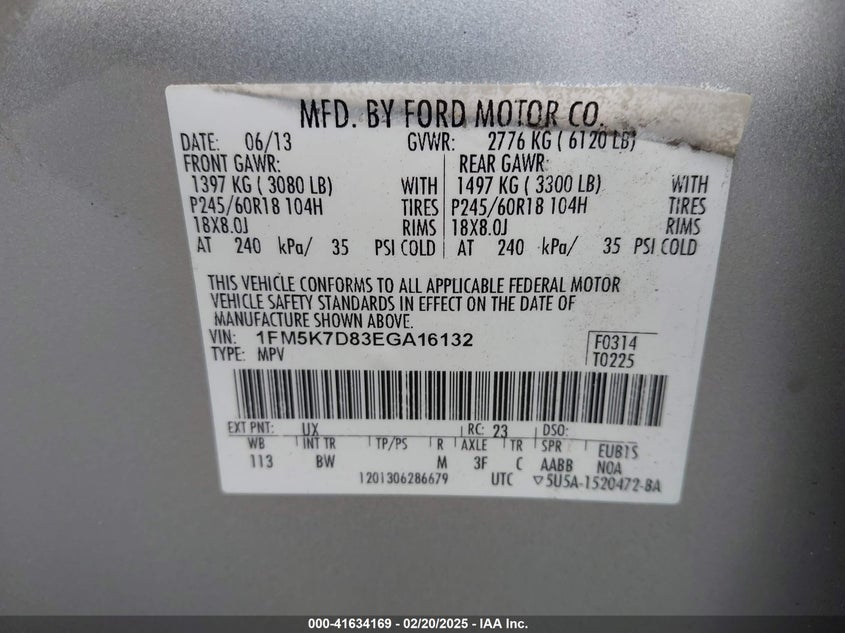 MFD. BY FORD MOTOR CO.
DATE: 06/13 GVWR: 2776 KG ( 6120 LB)
FRONT GAWR: REAR GAWR:
1397 KG ( 3080 LB) WITH 1497 KG ( 3300 LB) WITH
P245/60R18 104H TIRES P245/60R18 104H TIRES
18X8.0J RIMS 18X8.0J RIMS
AT 240 kPa/ 35 PSI COLD AT 240 kPa/ 35 PSI COLD
THIS VEHICLE CONFORMS TO ALL APPLICABLE FEDERAL MOTOR
VEHICLE SAFETY STANDARDS IN EFFECT ON THE DATE OF
MANUFACTURE SHOWN ABOVE.
VIN: 1FM5K7D83EGA16132 F0314
TYPE: MPV T0225
EXT PNT: UX RC: 23 DSO:
WB INT TR TP/PS R AXLE TR SPR EUB1S
113 BW M 3F C AABB NOA
1201306286679 UTC ▽5U5A-1520472-BA
000-41634169 - 02/20/2025 - IAA Inc.